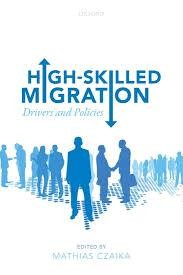 OXFORD
HIGH-SKILLED
MIGRATION
Drivers and Policies
EDITED BY
MATHIAS CZAIKA